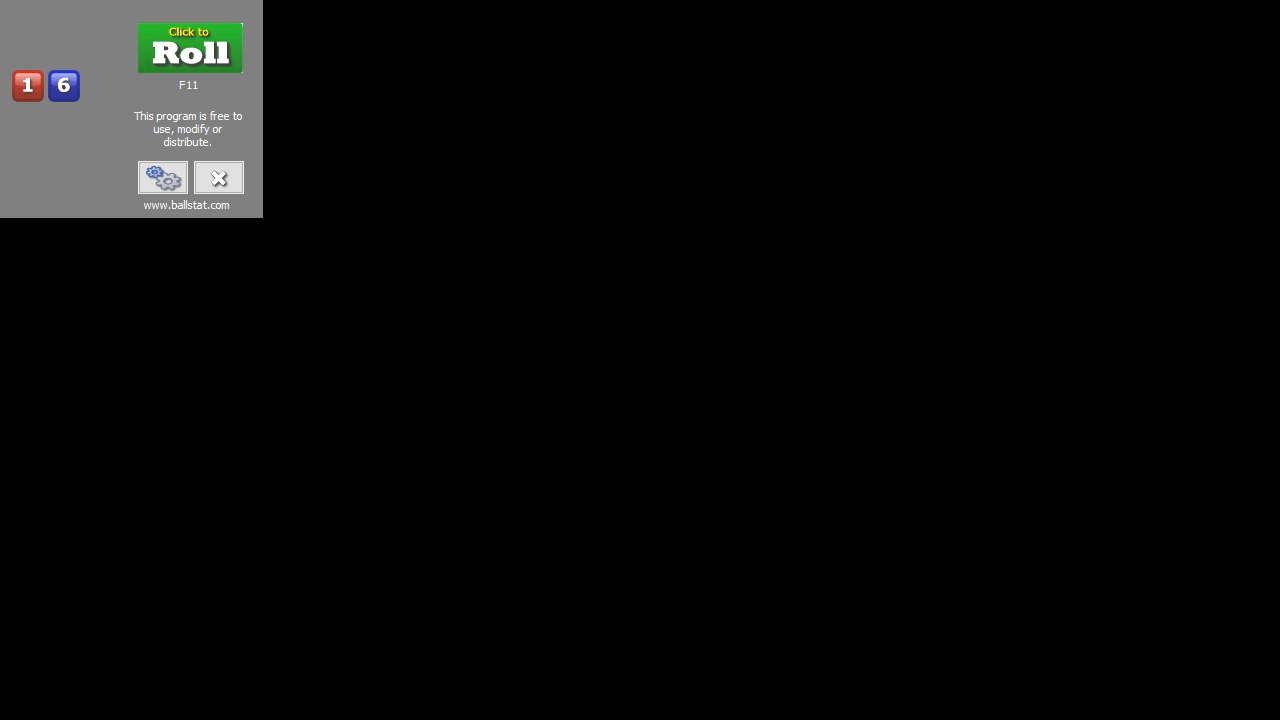 Click to
Roll
1 6
F11
This program is free to
use, modify or
distribute.
www.ballstat.com